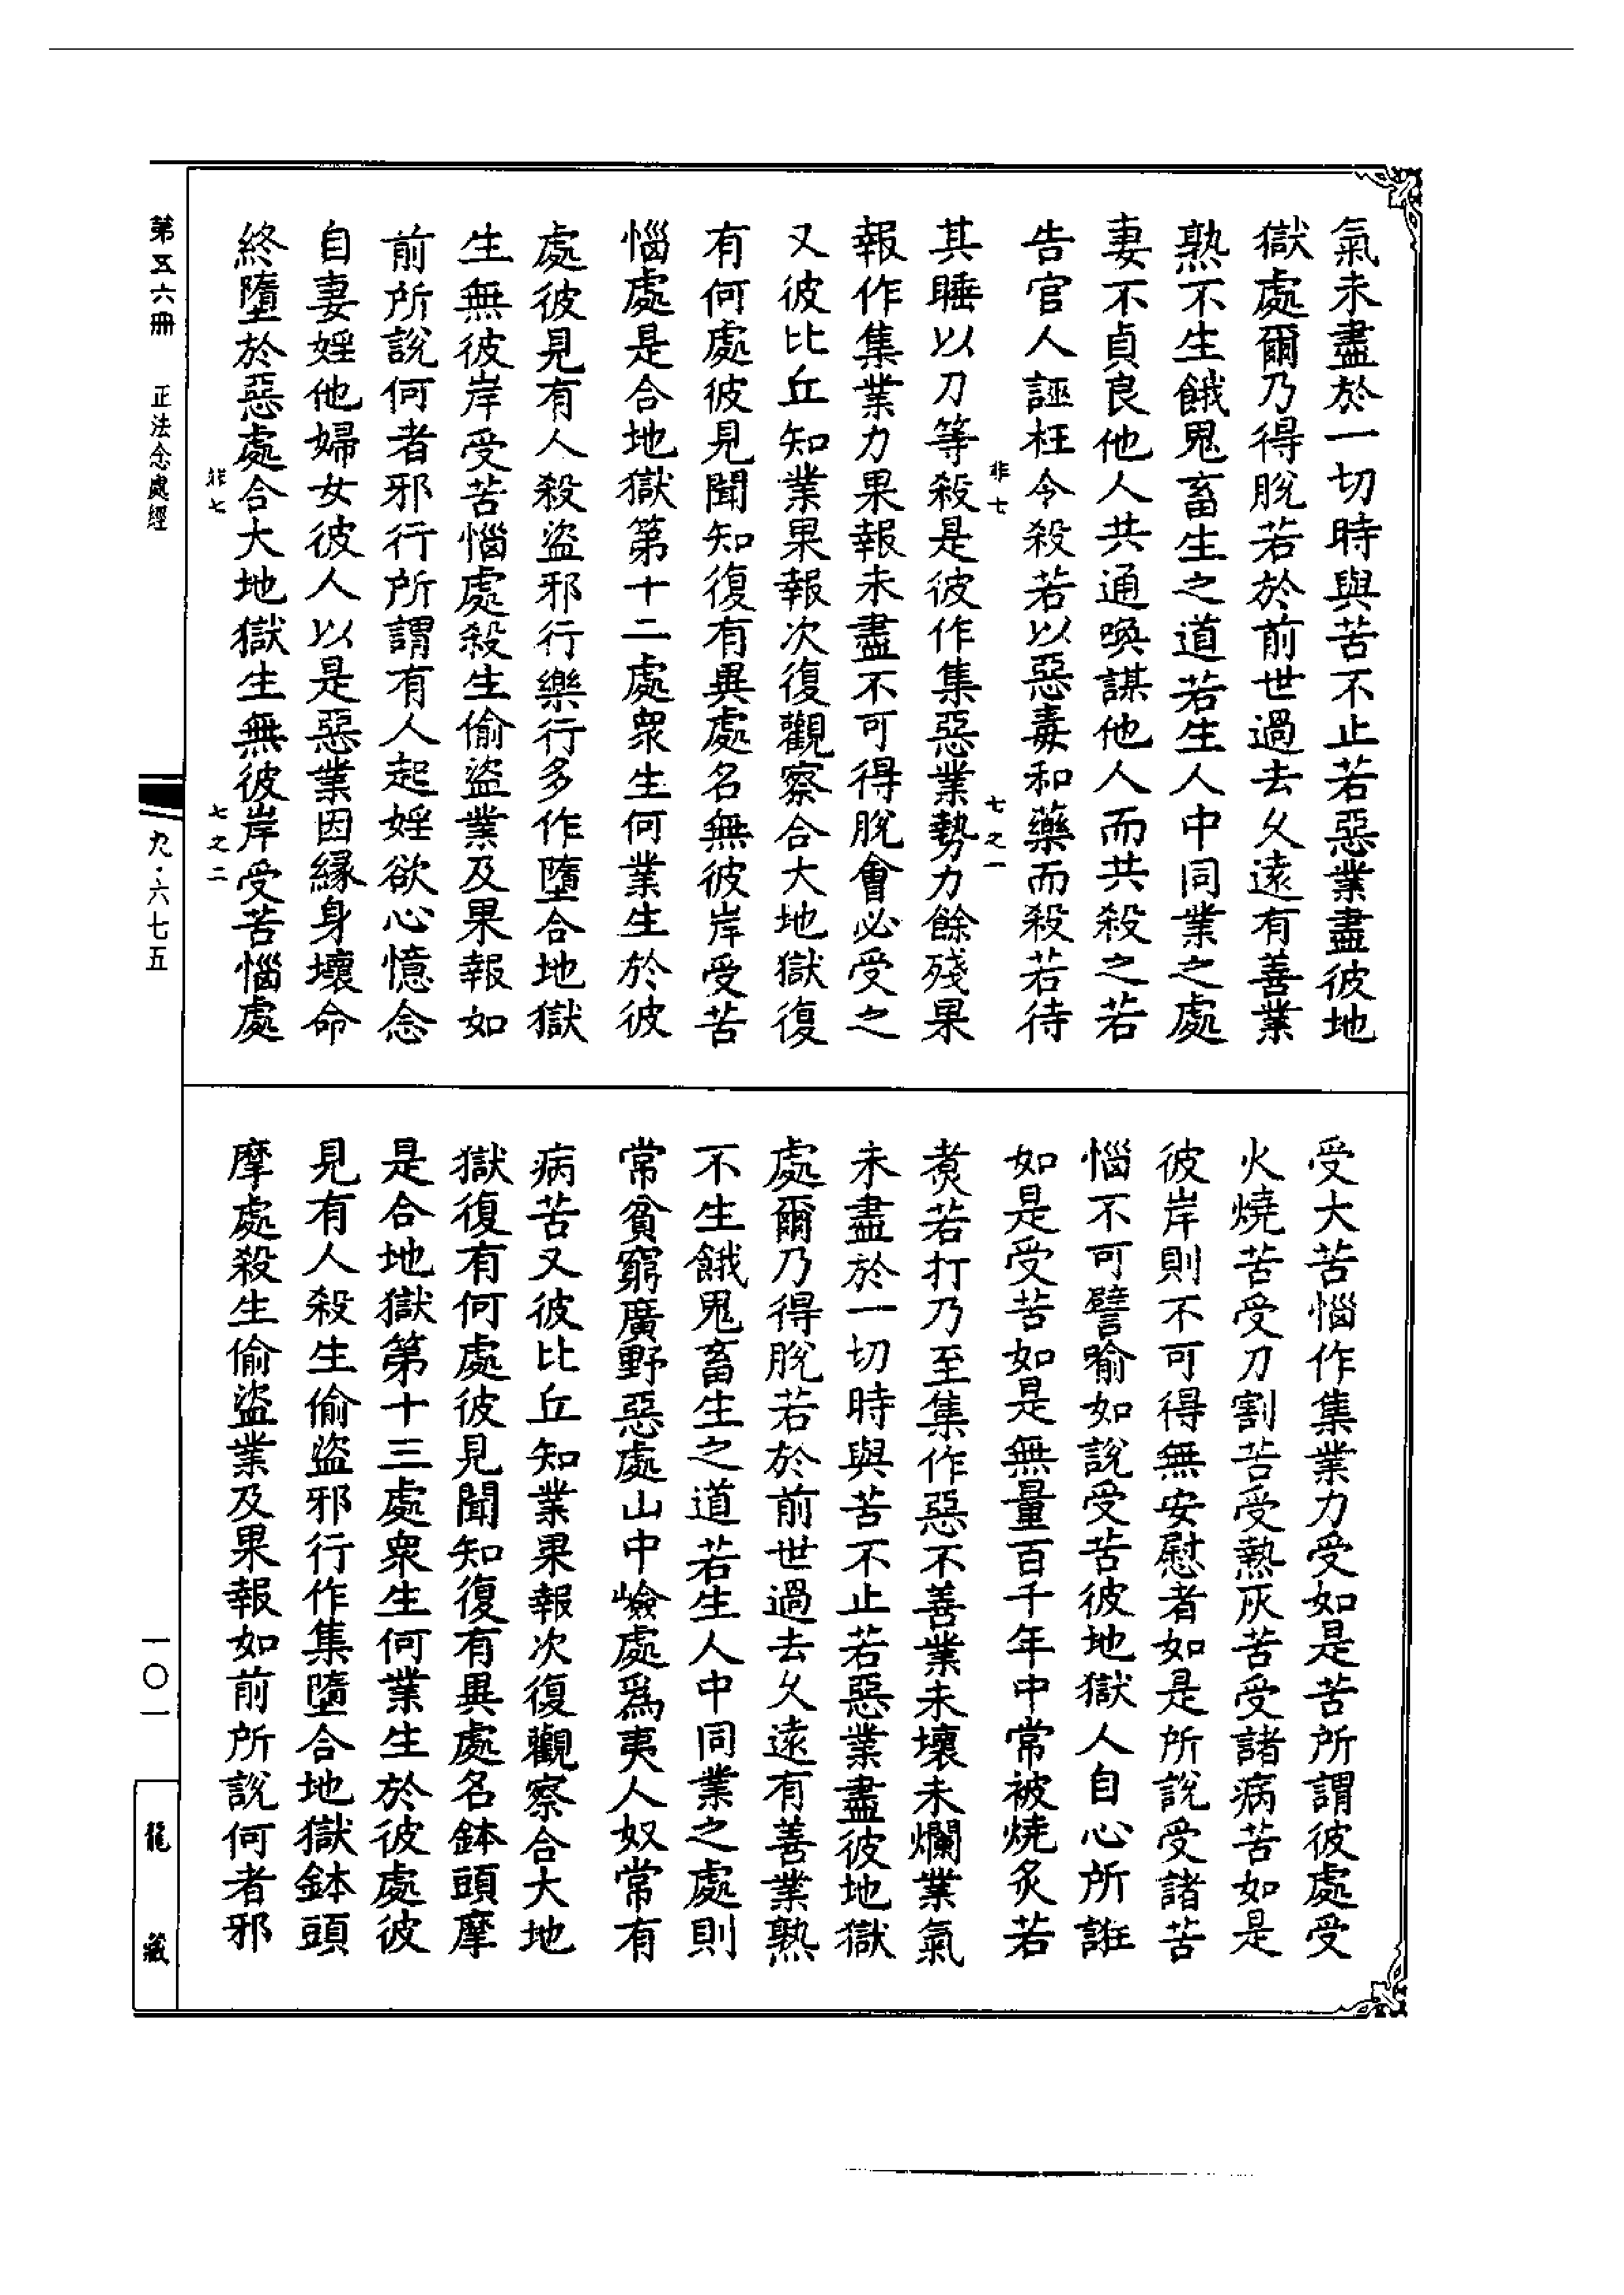 氣未盡於一切時與苦不止若惡業盡彼地
獄處爾乃得脫若於前世過去久遠有善業
熟不生餓鬼畜生之道若生人中同業之處
妻不貞良他人共通喚謀他人而共殺之若
告官人誣枉令殺若以惡毒和藥而殺若待
非七 七之一
其睡以刀等殺是彼作集惡業勢力餘殘果
報作集業力果報未盡不可得脫會必受之
又彼比丘知業果報次復觀察合大地獄復
有何處彼見聞知復有異處名無彼岸受苦
惱處是合地獄第十二處眾生何業生於彼
處彼見有人殺盜邪行樂行多作墮合地獄
生無彼岸受苦惱處殺生偷盜業及果報如
前所說何者邪行所謂有人起婬欲心憶念
自妻婬他婦女彼人以是惡業因緣身壞命
終墮於惡處合大地獄生無彼岸受苦惱處
非七 七之二
受大苦惱作集業力受如是苦所謂彼處受
火燒苦受刀割苦受熱灰苦受諸病苦如是
彼岸則不可得無安慰者如是所說受諸苦
惱不可譬喻如說受苦彼地獄人自心所誑
如是受苦如是無量百千年中常被燒炙若
煑若打乃至集作惡不善業未壞未爛業氣
未盡於一切時與苦不止若惡業盡彼地獄
處爾乃得脫若於前世過去久遠有善業熟
不生餓鬼畜生之道若生人中同業之處則
常貧窮廣野惡處山中嶮處爲夷人奴常有
病苦又彼比丘知業果報次復觀察合大地
獄復有何處彼見聞知復有異處名鉢頭摩
是合地獄第十三處眾生何業生於彼處彼
見有人殺生偷盜邪行作集墮合地獄鉢頭
摩處殺生偷盜業及果報如前所說何者邪
第五六冊 正法念處經
九·六七五
一〇一
龍藏